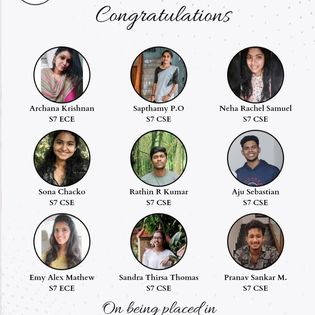 Congratulations
Archana Krishnan
S7 ECE
Sapthamy P.O
S7 CSE
Neha Rachel Samuel
S7 CSE
Sona Chacko
S7 CSE
Rathin R Kumar
S7 CSE
Aju Sebastian
S7 CSE
Emy Alex Mathew
S7 ECE
Sandra Thirsa Thomas
S7 CSE
Pranav Sankar M.
S7 CSE
On being placed in